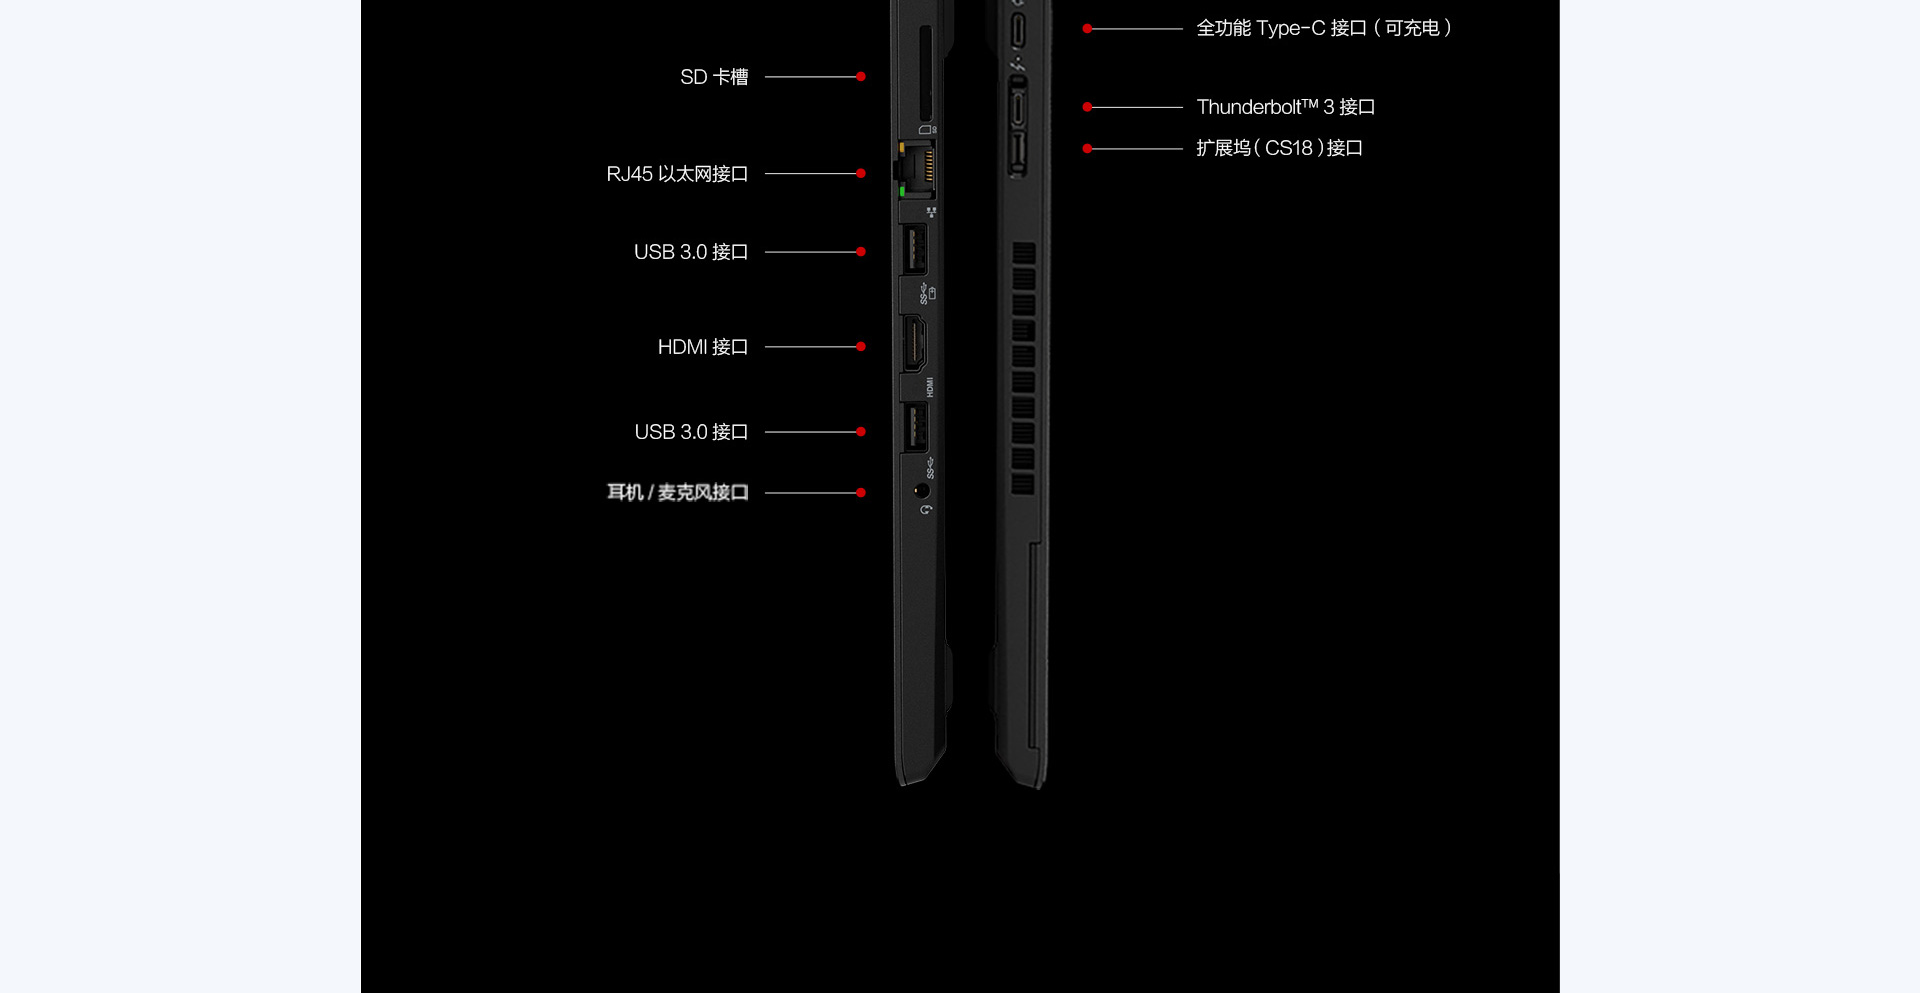 全功能 Type-C 接口（可充电）
SD 卡槽
Thunderbolt™ 3 接口
扩展坞（CS18）接口
RJ45 以太网接口
USB 3.0 接口
SS
HDMI 接口
HDMI
USB 3.0 接口
SS
耳机 / 麦克风接口